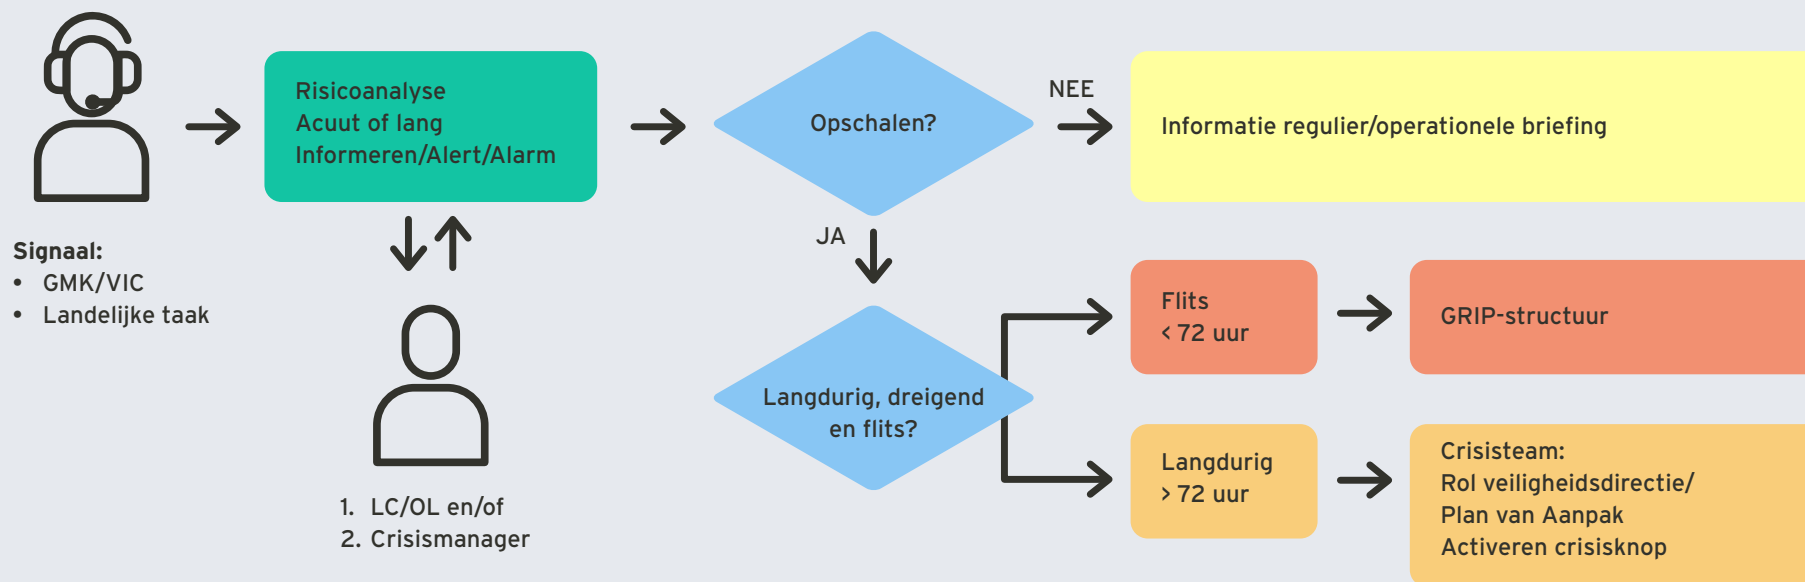 Signaal:
• GMK/VIC
• Landelijke taak
Risicoanalyse
Acuut of lang
Informeren/Alert/Alarm
1. LC/OL en/of
2. Crisismanager
Opschalen?
NEE
Informatie regulier/operationele briefing
JA
Langdurig, dreigend
en flits?
Flits
< 72 uur
GRIP-structuur
Langdurig
> 72 uur
Crisisteam:
Rol veiligheidsdirectie/
Plan van Aanpak
Activeren crisisknop